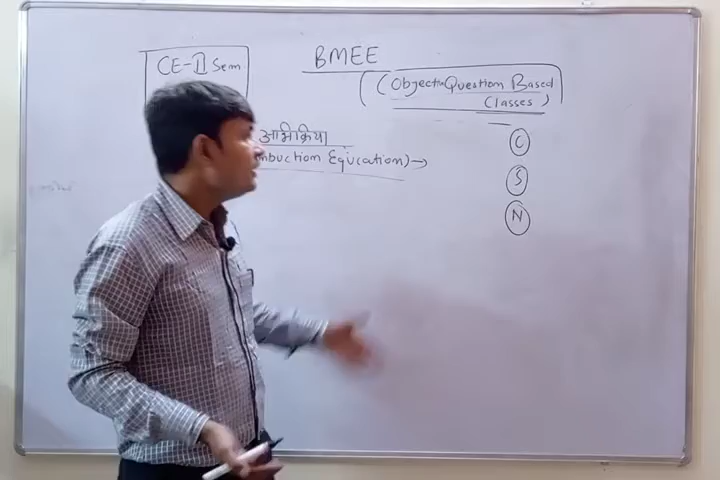 CE-II Sem
BMEE
(Objective Question Based
Classes)
अभिक्रिया
mbuction Equcation) →
C
S
N